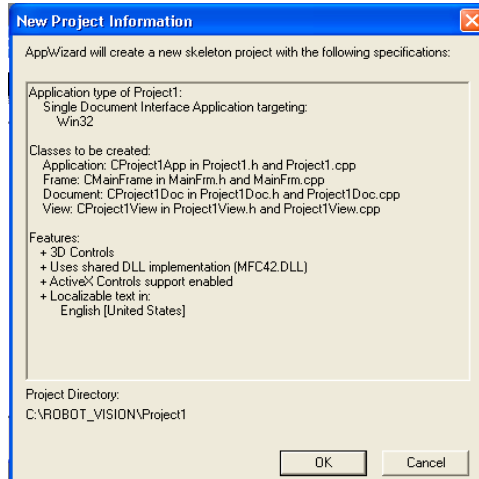 New Project Information
AppWizard will create a new skeleton project with the following specifications:
Application type of Project1:
Single Document Interface Application targeting:
Win32
Classes to be created:
Application: CProject1App in Project1.h and Project1.cpp
Frame: CMainFrame in MainFrm.h and MainFrm.cpp
Document: CProject1Doc in Project1Doc.h and Project1Doc.cpp
View: CProject1View in Project1View.h and Project1View.cpp
Features:
+ 3D Controls
+ Uses shared DLL implementation (MFC42.DLL)
+ ActiveX Controls support enabled
+ Localizable text in:
English [United States]
Project Directory:
C:\ROBOT_VISION\Project1
OK
Cancel